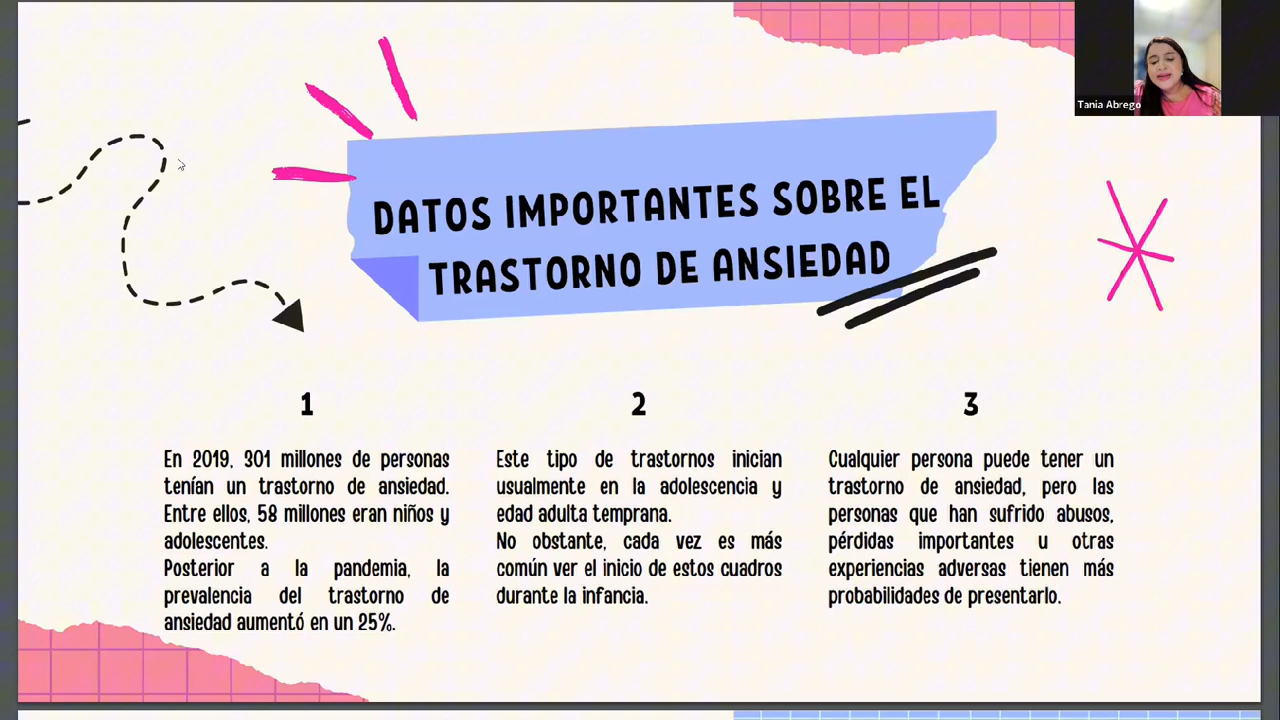 Tania Abrego
DATOS IMPORTANTES SOBRE EL
TRASTORNO DE ANSIEDAD
1
En 2019, 301 millones de personas
tenían un trastorno de ansiedad.
Entre ellos, 58 millones eran niños y
adolescentes.
Posterior a la pandemia, la
prevalencia del trastorno de
ansiedad aumentó en un 25%.
2
Este tipo de trastornos inician
usualmente en la adolescencia y
edad adulta temprana.
No obstante, cada vez es más
común ver el inicio de estos cuadros
durante la infancia.
3
Cualquier persona puede tener un
trastorno de ansiedad, pero las
personas que han sufrido abusos,
pérdidas importantes u otras
experiencias adversas tienen más
probabilidades de presentarlo.